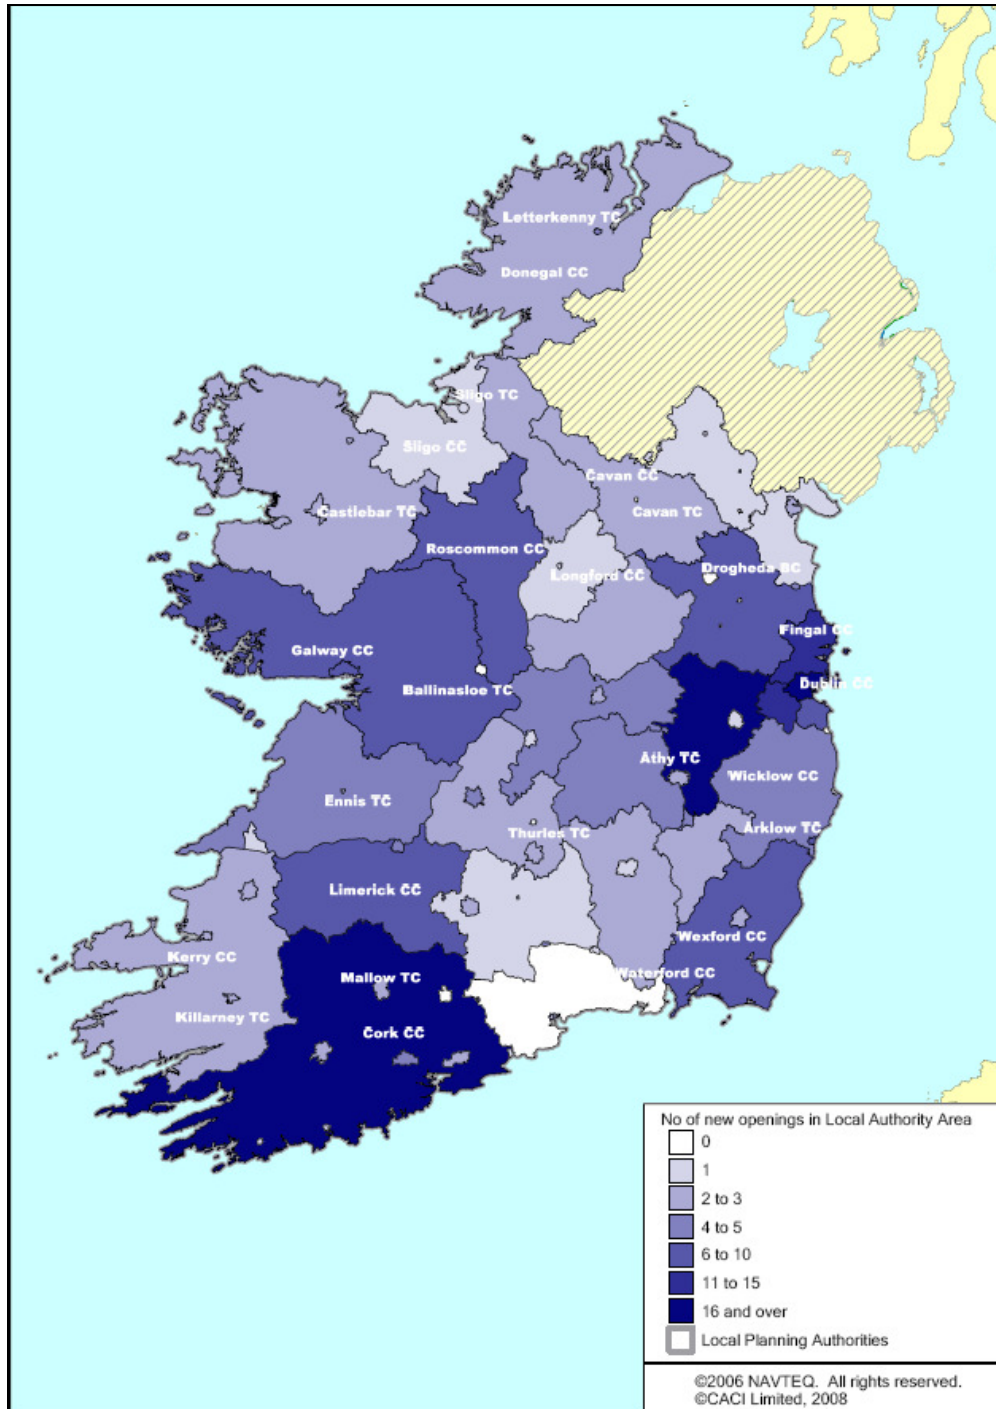 Letterkenny TC
Donegal CC
Sligo TC
Sligo CC
Cavan CC
Castlebar TC
Cavan TC
Roscommon CC
Drogheda BC
Longford CC
Fingal CC
Galway CC
Dublin CC
Ballinasloe TC
Athy TC
Wicklow CC
Ennis TC
Arklow TC
Thurles TC
Limerick CC
Wexford CC
Kerry CC
Waterford CC
Mallow TC
Killarney TC
Cork CC
No of new openings in Local Authority Area
0
1
2 to 3
4 to 5
6 to 10
11 to 15
16 and over
Local Planning Authorities
©2006 NAVTEQ. All rights reserved.
©CACI Limited, 2008